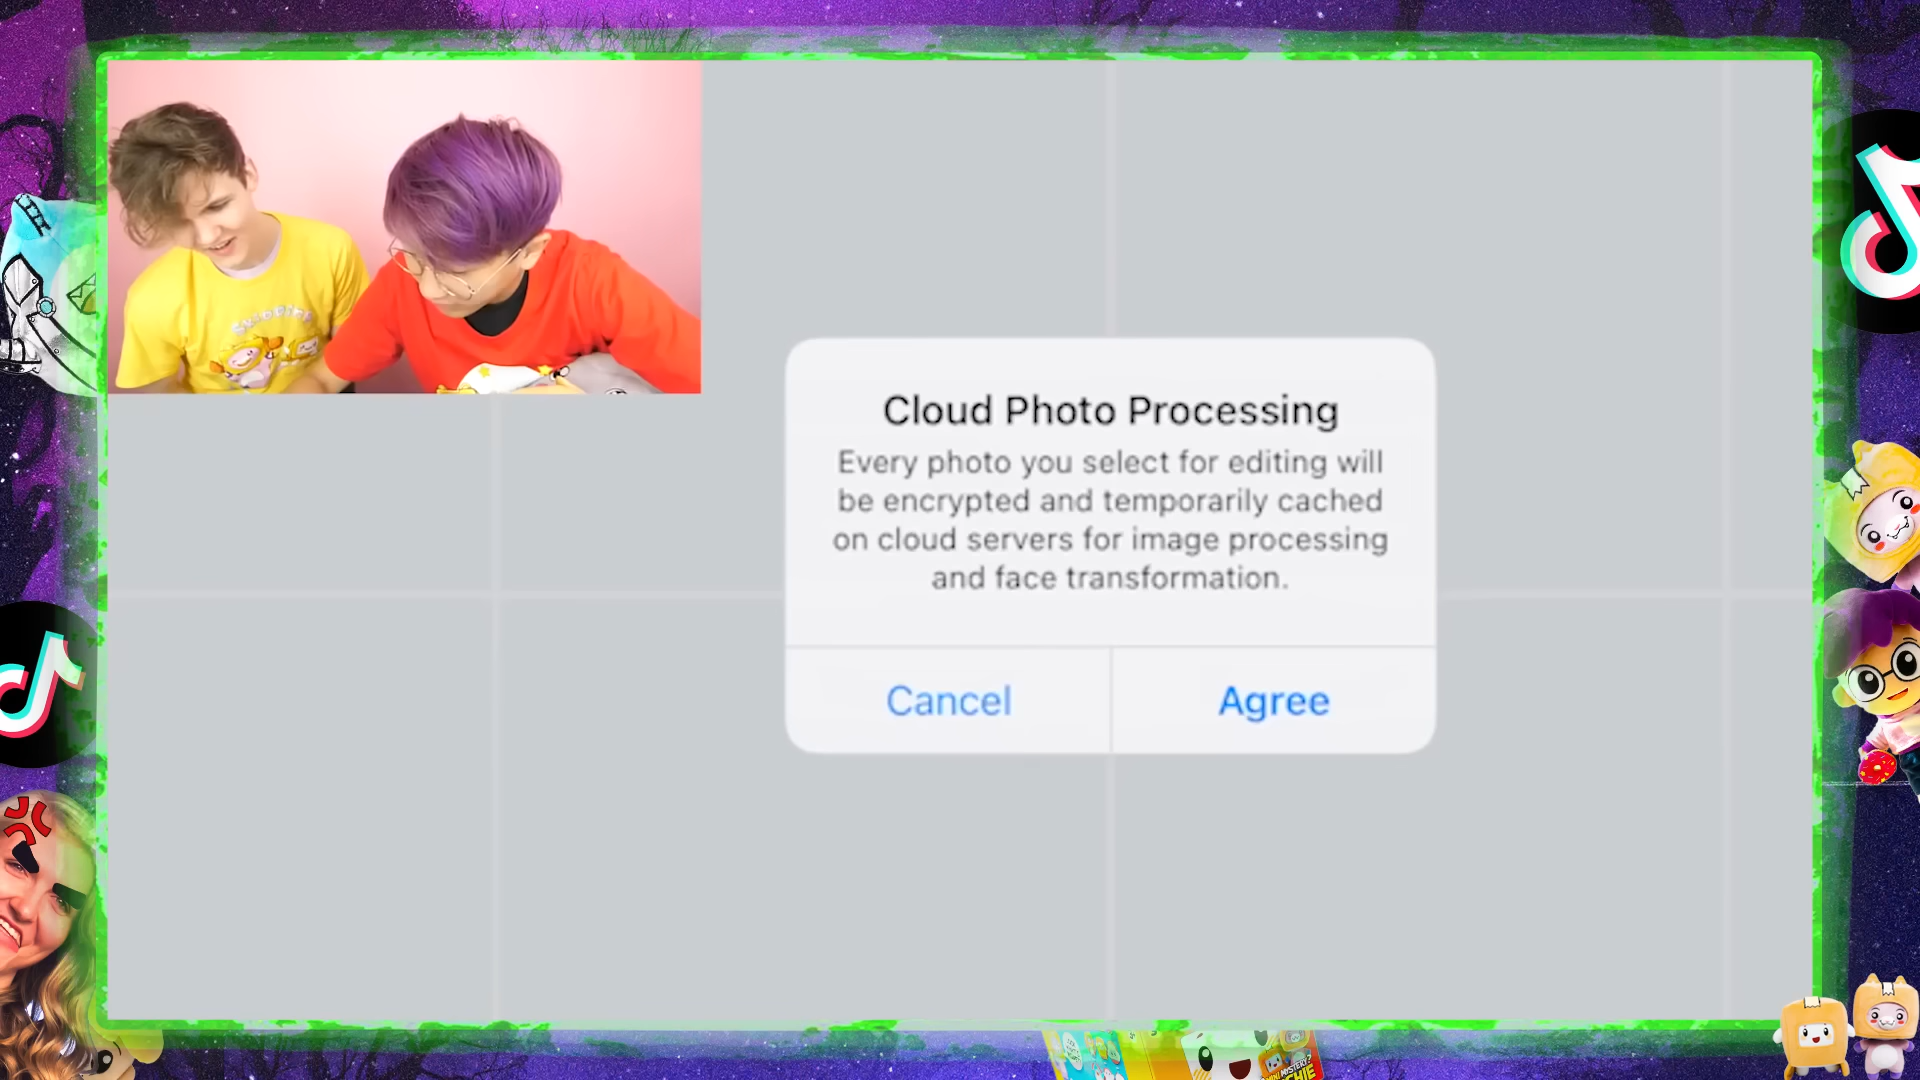 Cloud Photo Processing
Every photo you select for editing will
be encrypted and temporarily cached
on cloud servers for image processing
and face transformation.
Cancel
Agree